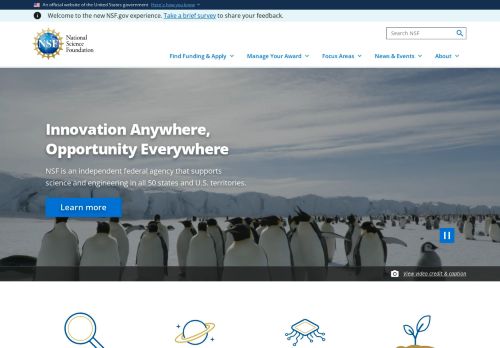 An official website of the United States government Here's how you know
Welcome to the new NSF.gov experience. Take a brief survey to share your feedback.
NSF
National
Science
Foundation
Search NSF
Find Funding & Apply
Manage Your Award
Focus Areas
News & Events
About
Innovation Anywhere,
Opportunity Everywhere
NSF is an independent federal agency that supports
science and engineering in all 50 states and U.S. territories.
Learn more
View video credit & caption